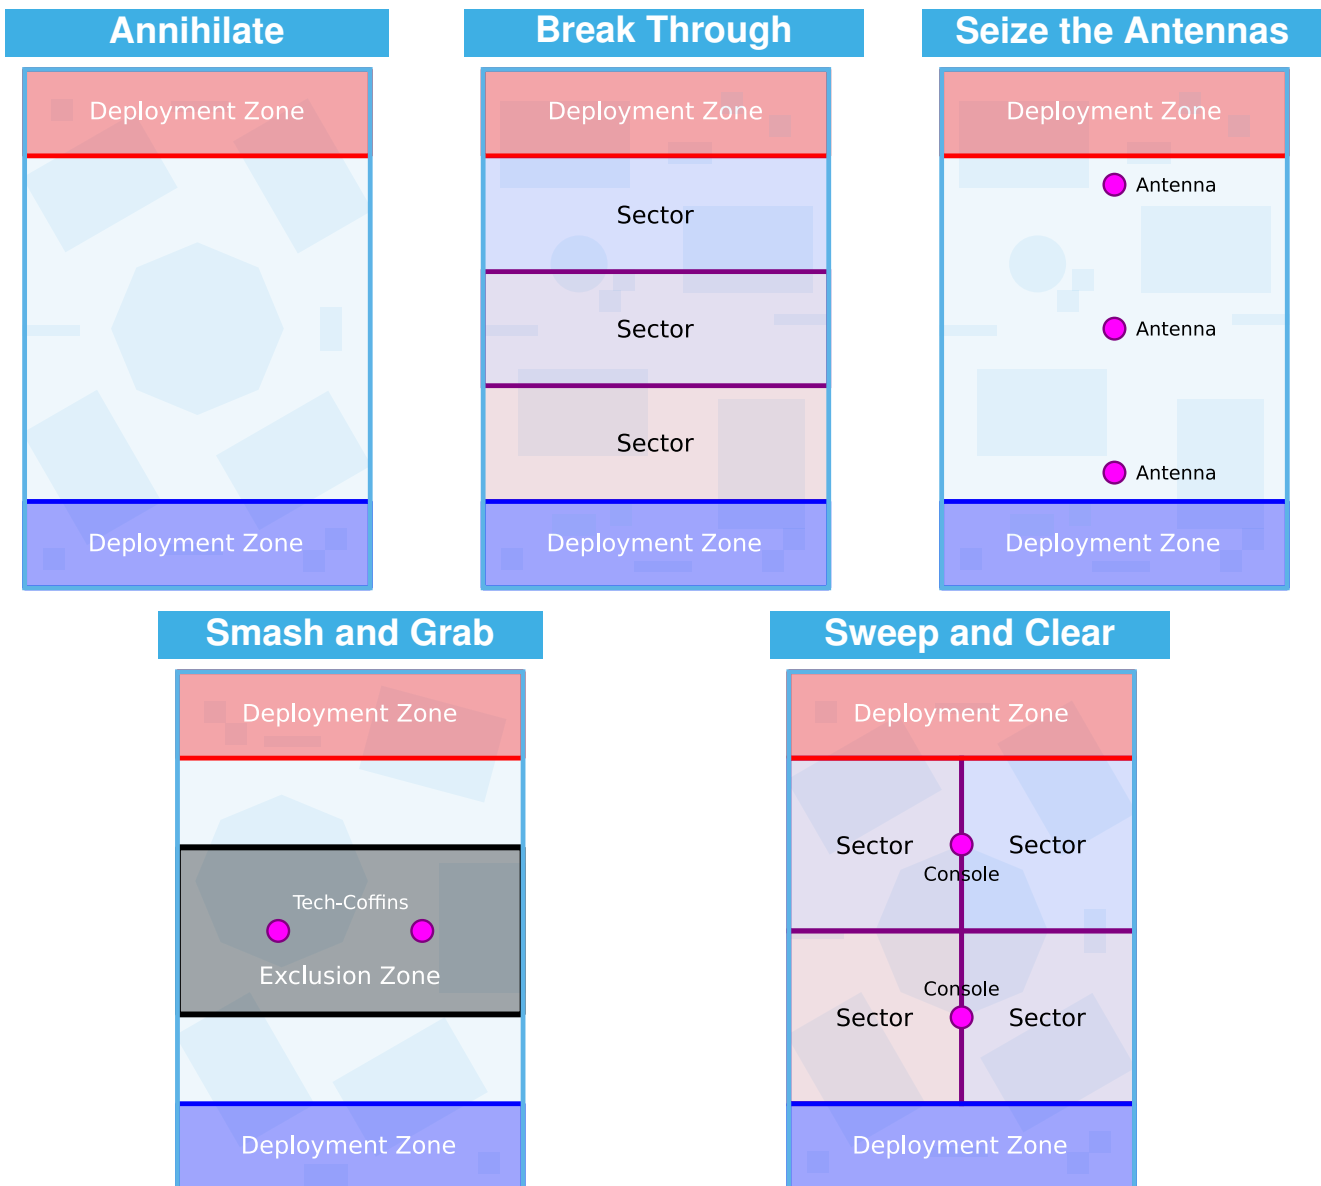 Annihilate
Deployment Zone
Deployment Zone
Break Through
Deployment Zone
Sector
Sector
Sector
Deployment Zone
Seize the Antennas
Deployment Zone
Antenna
Antenna
Antenna
Deployment Zone
Smash and Grab
Deployment Zone
Tech-Coffins
Exclusion Zone
Deployment Zone
Sweep and Clear
Deployment Zone
Sector Sector
Console
Console
Sector Sector
Deployment Zone